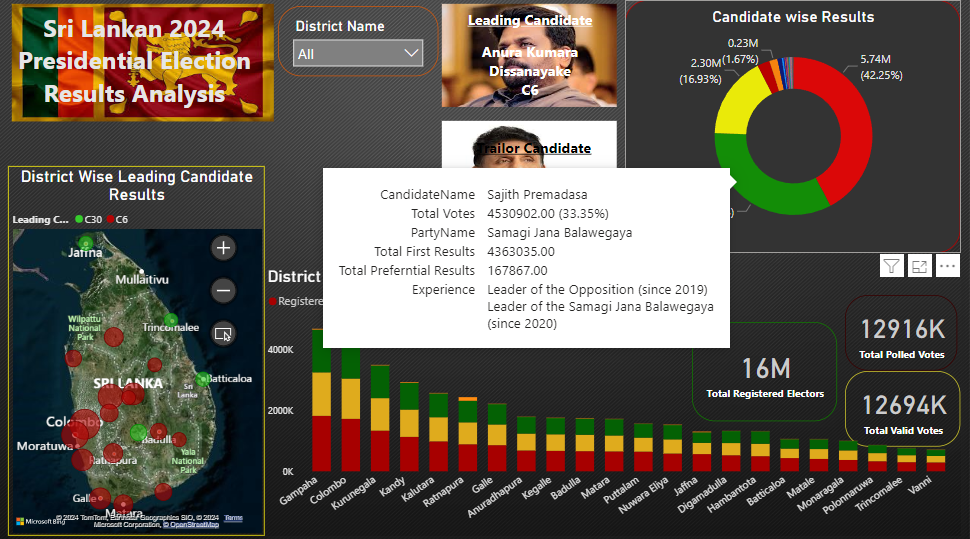 Sri Lankan 2024
Presidential Election
Results Analysis
District Name
All
Leading Candidate
Anura Kumara
Dissanayake
C6
Trailor Candidate
Candidate wise Results
0.23M
(1.67%)
2.30M
(16.93%)
5.74M
(42.25%)
CandidateName Sajith Premadasa
Total Votes 4530902.00 (33.35%)
PartyName Samagi Jana Balawegaya
Total First Results 4363035.00
Total Preferntial Results 167867.00
Experience Leader of the Opposition (since 2019)
Leader of the Samagi Jana Balawegaya
(since 2020)
District Wise Leading Candidate
Results
Leading C... C30 C6
Jaffna
Mullaitivu
Wilpattu
National
Park
Trincomalee
SRI LANKA
Sri
Lanka
Batticaloa
Colombo
Moratuwa
Badulla
Ratnapura
Yala
National
Park
Galle
Matara
Microsoft Bing
© 2024 TomTom, Earthstar Geographics SIO, © 2024
Microsoft Corporation, © OpenStreetMap
Terms
District
Registere
4000K
2000K
0K
Gampaha
Colombo
Kurunegala
Kandy
Kalutara
Ratnapura
Galle
Anuradhapura
Kegalle
Badulla
Matara
Puttalam
Nuwara Eliya
Jaffna
Digamadulla
Hambantota
Batticaloa
Matale
Monaragala
Polonnaruwa
Trincomalee
Vanni
16M
Total Registered Electors
12916K
Total Polled Votes
12694K
Total Valid Votes